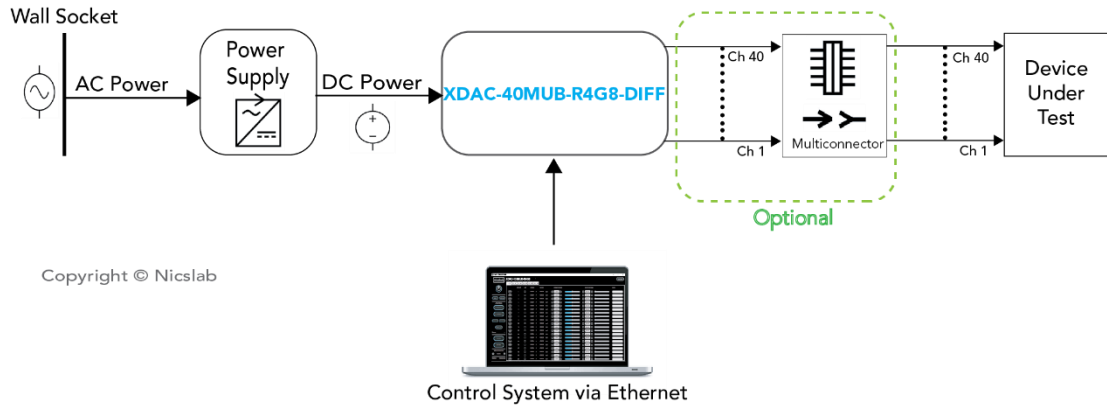 Wall Socket
AC Power
Power
Supply
DC Power
XDAC-40MUB-R4G8-DIFF
Ch 40
Ch 1
Multiconnector
Optional
Ch 40
Ch 1
Device
Under
Test
Copyright © Nicslab
Control System via Ethernet